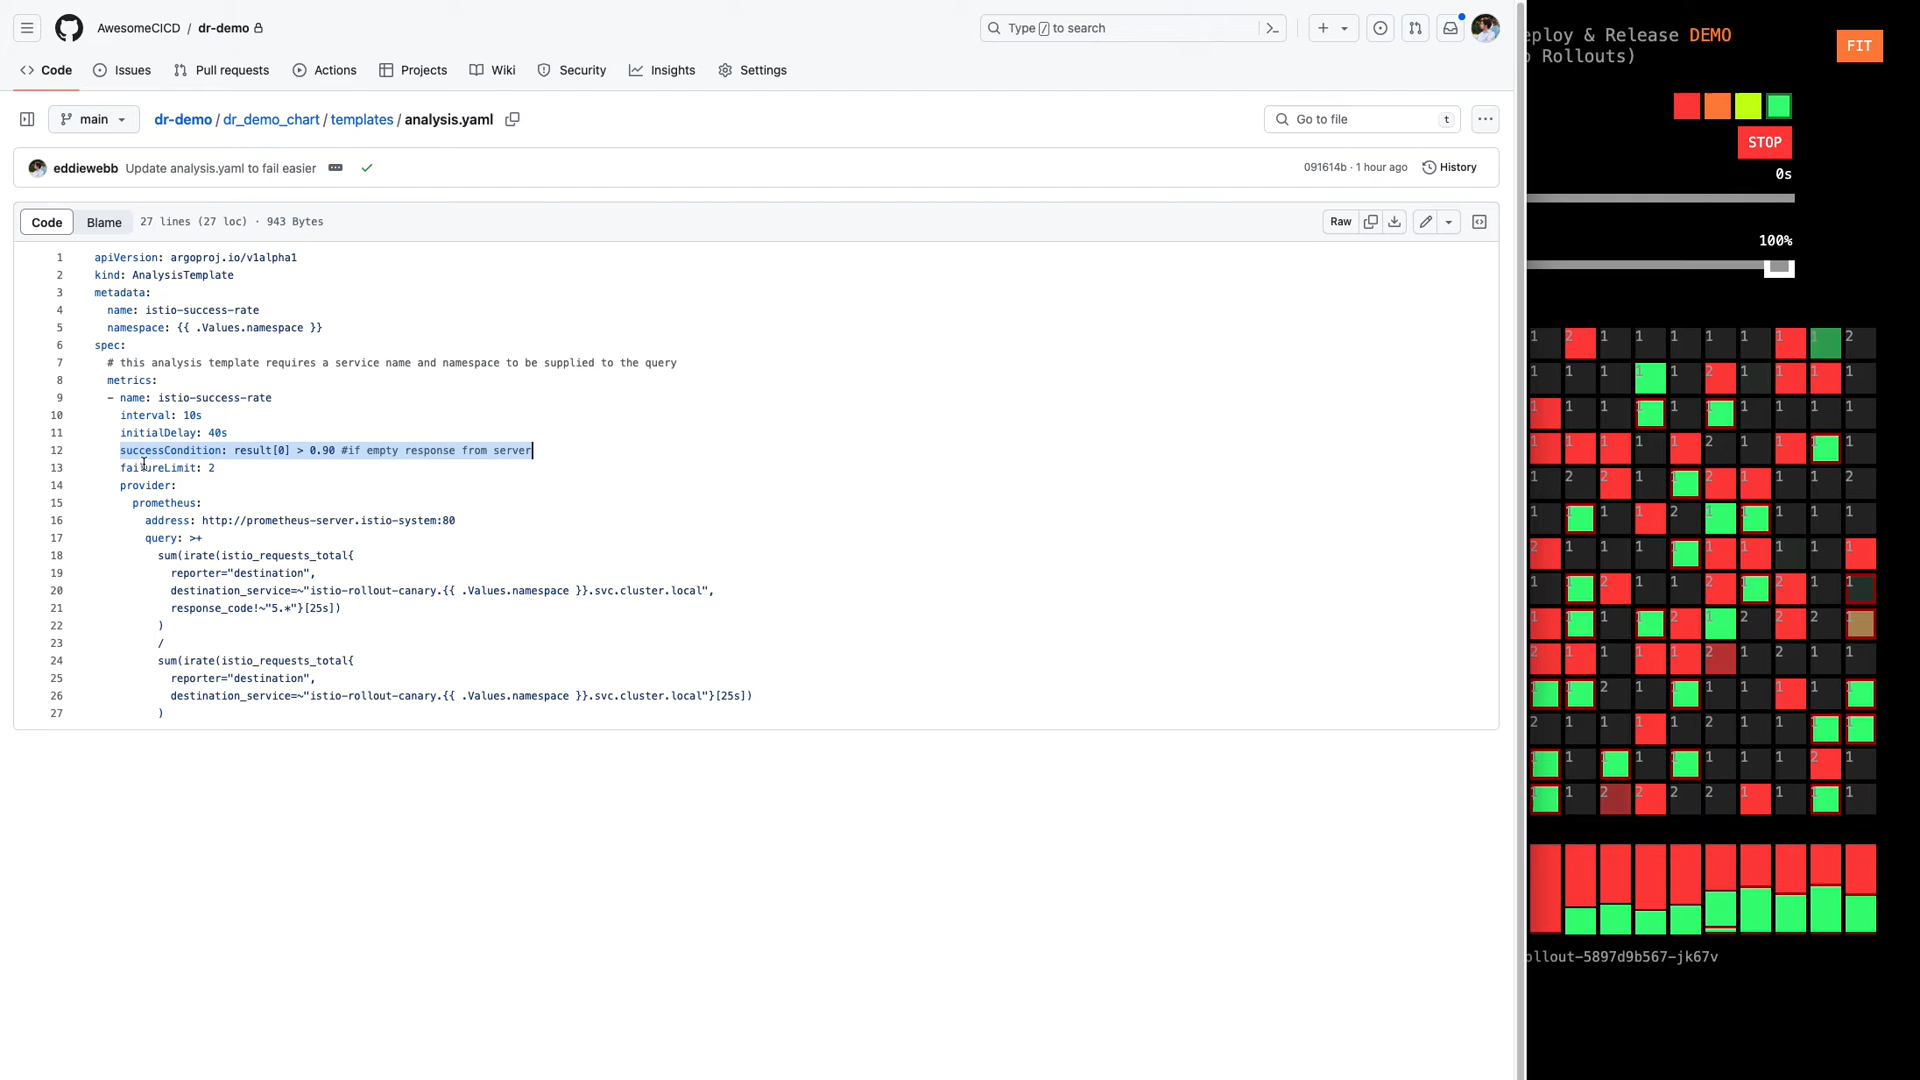 AwesomeCICD / dr-demo
Type / to search
Code
Issues
Pull requests
Actions
Projects
Wiki
Security
Insights
Settings
main
dr-demo / dr_demo_chart / templates / analysis.yaml
Go to file
t
eddiewebb Update analysis.yaml to fail easier
091614b · 1 hour ago
History
Code
Blame
27 lines (27 loc) · 943 Bytes
Raw
1 apiVersion: argoproj.io/v1alpha1
2 kind: AnalysisTemplate
3 metadata:
4 name: istio-success-rate
5 namespace: {{ .Values.namespace }}
6 spec:
7 # this analysis template requires a service name and namespace to be supplied to the query
8 metrics:
9 - name: istio-success-rate
10 interval: 10s
11 initialDelay: 40s
12 successCondition: result[0] > 0.90 #if empty response from server
13 failureLimit: 2
14 provider:
15 prometheus:
16 address: http://prometheus-server.istio-system:80
17 query: >+
18 sum(irate(istio_requests_total{
19 reporter="destination",
20 destination_service=~"istio-rollout-canary.{{ .Values.namespace }}.svc.cluster.local",
21 response_code!~"5.*"}[25s])
22 )
23 /
24 sum(irate(istio_requests_total{
25 reporter="destination",
26 destination_service=~"istio-rollout-canary.{{ .Values.namespace }}.svc.cluster.local"}[25s])
27 )
eploy & Release DEMO
o Rollouts)
FIT
STOP
0s
100%
ollout-5897d9b567-jk67v